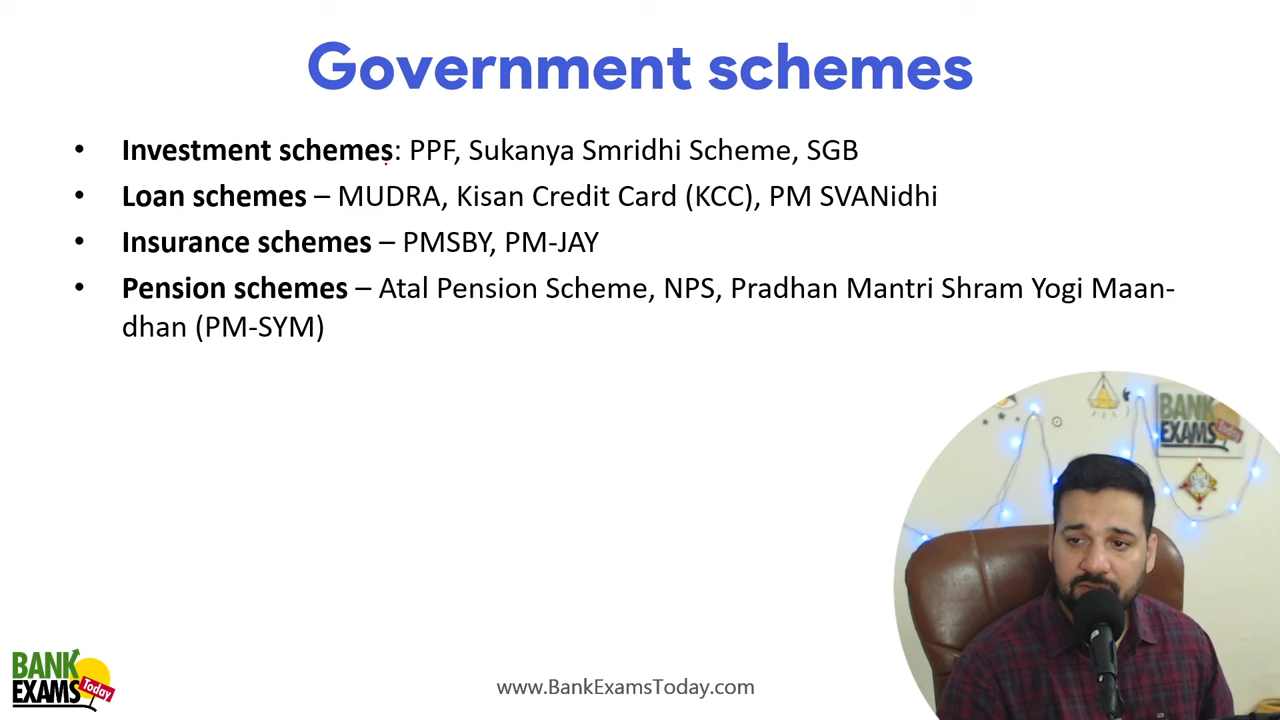 Government schemes
• Investment schemes: PPF, Sukanya Smridhi Scheme, SGB
• Loan schemes – MUDRA, Kisan Credit Card (KCC), PM SVANidhi
• Insurance schemes – PMSBY, PM-JAY
• Pension schemes – Atal Pension Scheme, NPS, Pradhan Mantri Shram Yogi Maan-
dhan (PM-SYM)
BANK
EXAMS
Today
BANK
EXAMS
Today
www.BankExamsToday.com